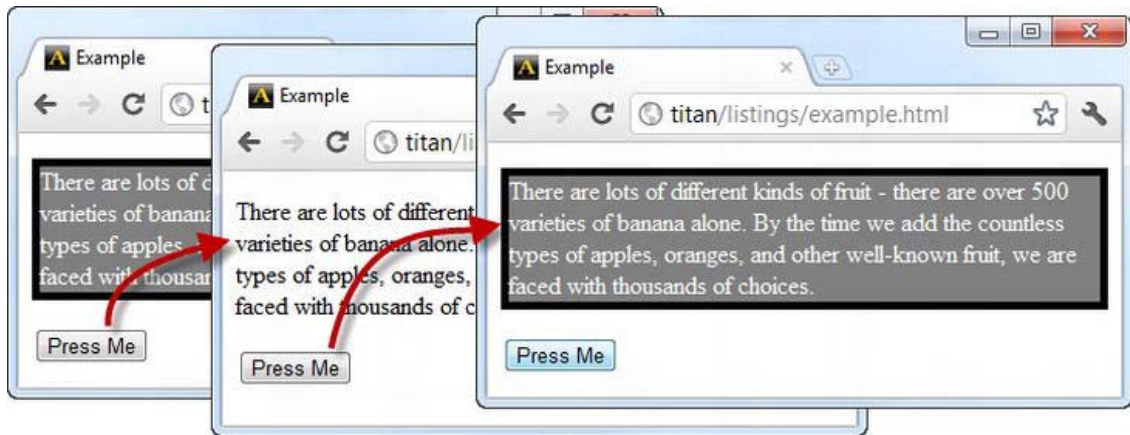 Example
There are lots of
varieties of banana
types of apples
faced with thousan
Press Me
Example
titan/li
There are lots of different
varieties of banana alone.
types of apples, oranges,
faced with thousands of c
Press Me
Example
titan/listings/example.html
There are lots of different kinds of fruit - there are over 500
varieties of banana alone. By the time we add the countless
types of apples, oranges, and other well-known fruit, we are
faced with thousands of choices.
Press Me